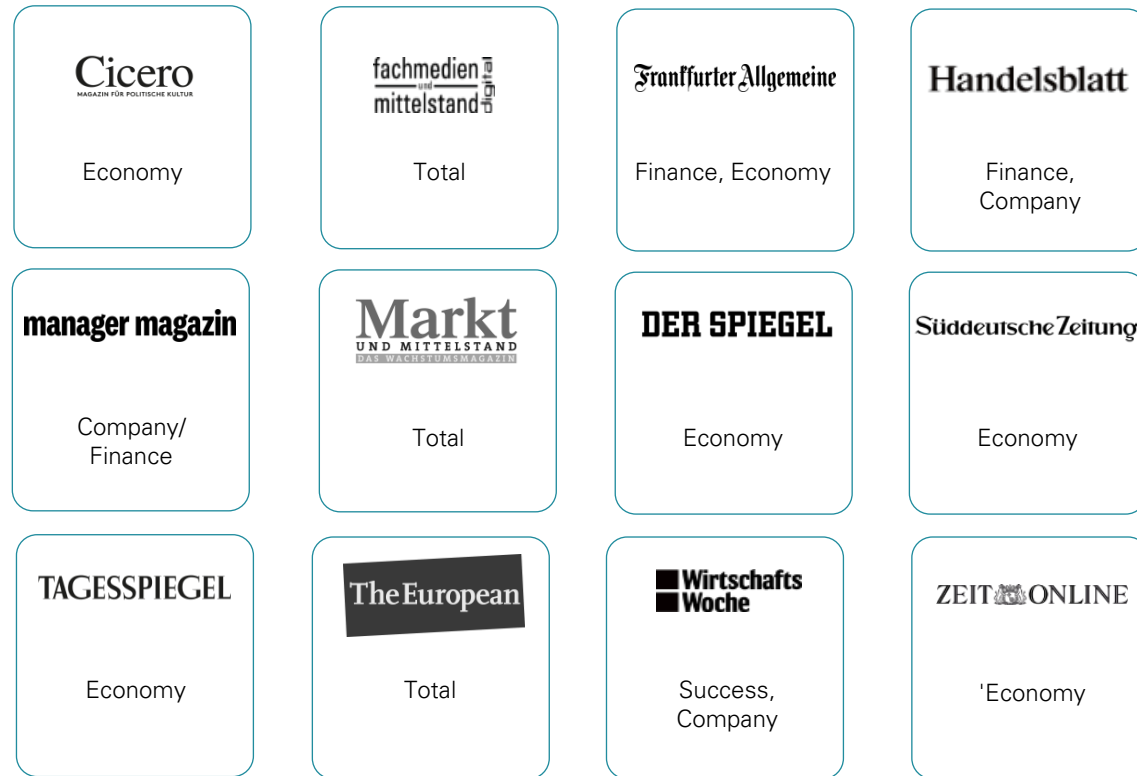 Cicero
MAGAZIN FÜR POLITISCHE KULTUR
Economy
fachmedien
und
mittelstand
digital
Total
Frankfurter Allgemeine
Finance, Economy
Handelsblatt
Finance,
Company
manager magazin
Company/
Finance
Markt
UND MITTELSTAND
DAS WACHSTUMSMAGAZIN
Total
DER SPIEGEL
Economy
Süddeutsche Zeitung
Economy
TAGESSPIEGEL
Economy
The European
Total
Wirtschafts
Woche
Success,
Company
ZEIT ONLINE
'Economy